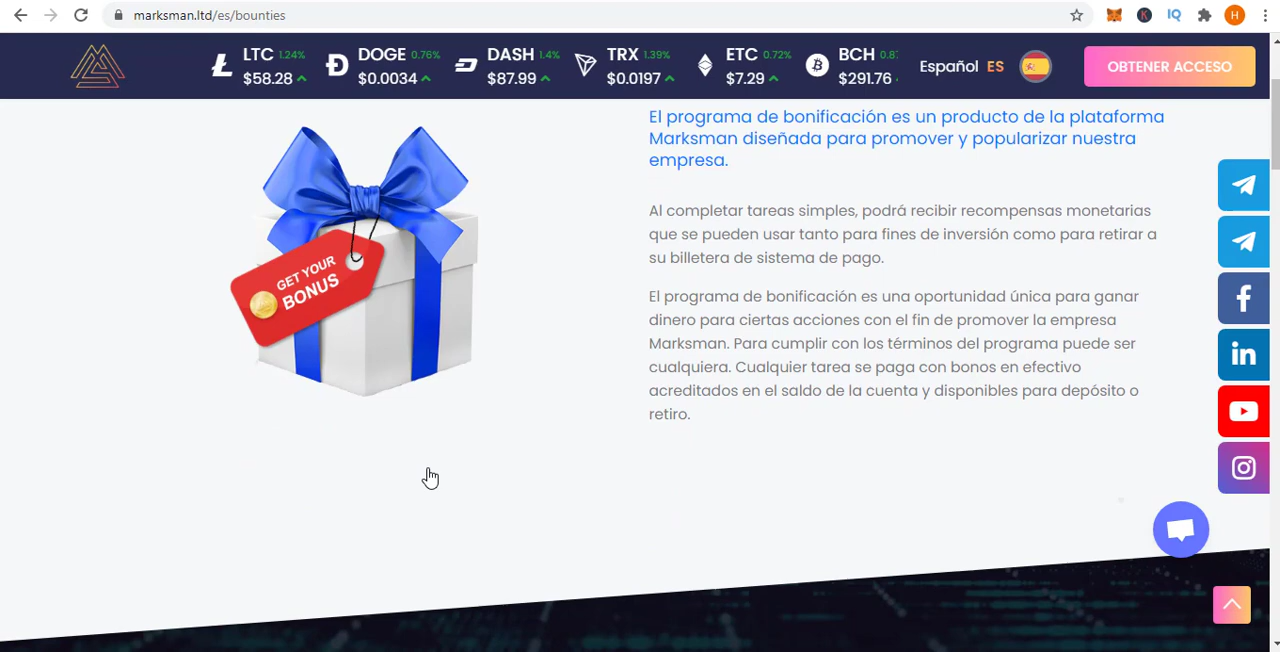 marksman.ltd/es/bounties
LTC 1.24%
$58.28
DOGE 0.76%
$0.0034
DASH 1.4%
$87.99
TRX 1.39%
$0.0197
ETC 0.72%
$7.29
BCH
$291.76
Español ES
OBTENER ACCESO
El programa de bonificación es un producto de la plataforma
Marksman diseñada para promover y popularizar nuestra
empresa.
GET YOUR
BONUS
Al completar tareas simples, podrá recibir recompensas monetarias
que se pueden usar tanto para fines de inversión como para retirar a
su billetera de sistema de pago.
El programa de bonificación es una oportunidad única para ganar
dinero para ciertas acciones con el fin de promover la empresa
Marksman. Para cumplir con los términos del programa puede ser
cualquiera. Cualquier tarea se paga con bonos en efectivo
acreditados en el saldo de la cuenta y disponibles para depósito o
retiro.